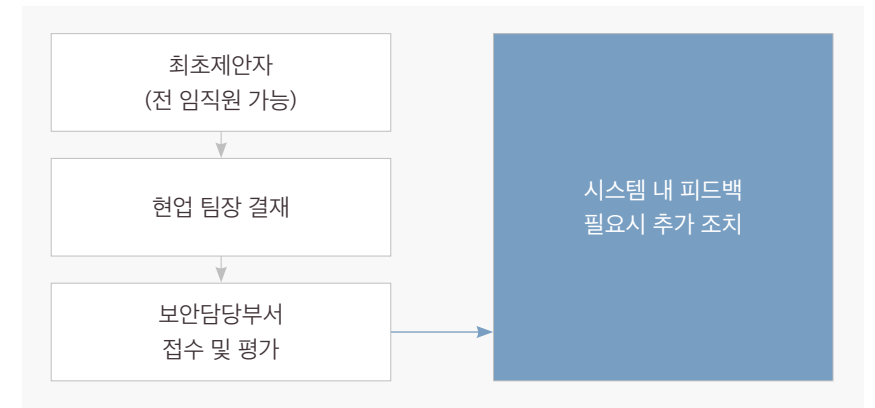 최초제안자
(전 임직원 가능)
현업 팀장 결재
보안담당부서
접수 및 평가
시스템 내 피드백
필요시 추가 조치